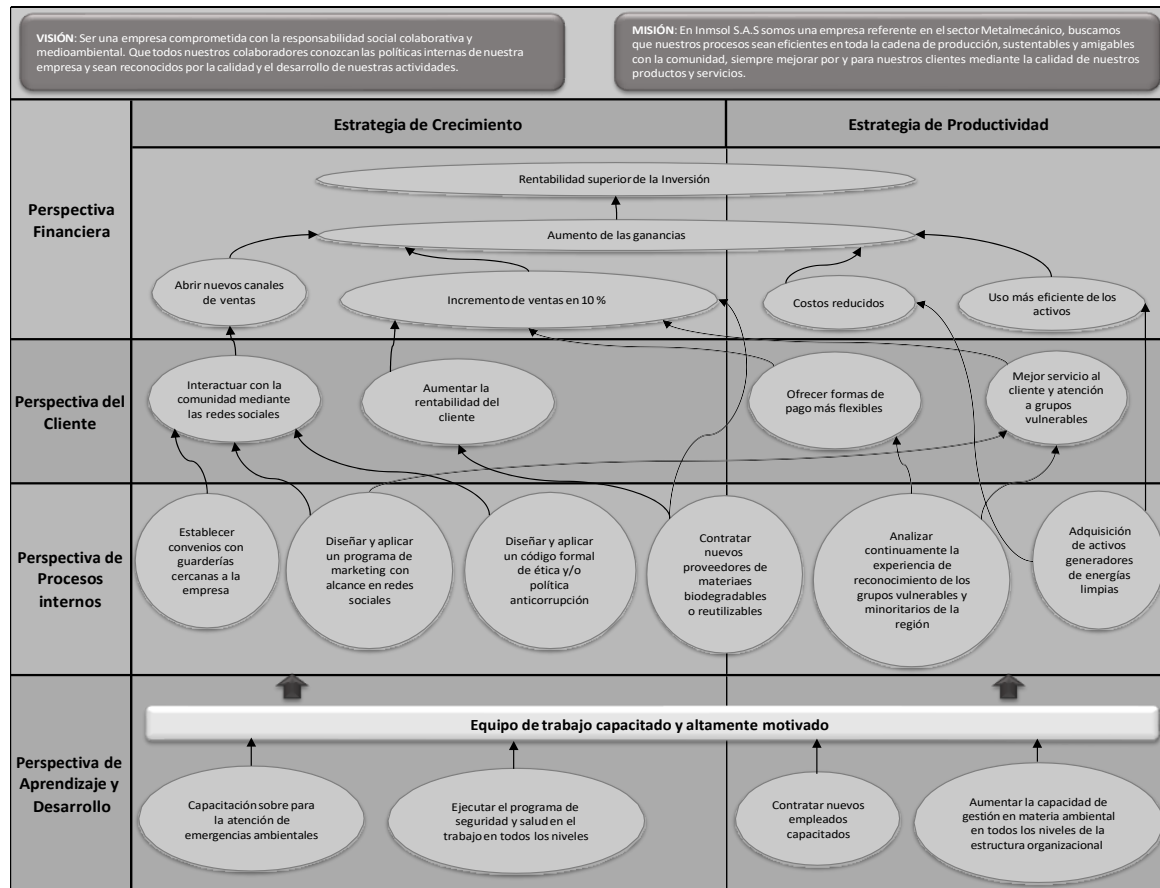 VISIÓN: Ser una empresa comprometida con la responsabilidad social colaborativa y
medioambiental. Que todos nuestros colaboradores conozcan las políticas internas de nuestra
empresa y sean reconocidos por la calidad y el desarrollo de nuestras actividades.
MISIÓN: En Inmsol S.A.S somos una empresa referente en el sector Metalmecánico, buscamos
que nuestros procesos sean eficientes en toda la cadena de producción, sustentables y amigables
con la comunidad, siempre mejorar por y para nuestros clientes mediante la calidad de nuestros
productos y servicios.
Estrategia de Crecimiento
Estrategia de Productividad
Perspectiva
Financiera
Rentabilidad superior de la Inversión
Aumento de las ganancias
Abrir nuevos canales
de ventas
Incremento de ventas en 10 %
Costos reducidos
Uso más eficiente de los
activos
Perspectiva del
Cliente
Interactuar con la
comunidad mediante
las redes sociales
Aumentar la
rentabilidad del
cliente
Ofrecer formas de
pago más flexibles
Mejor servicio al
cliente y atención
a grupos
vulnerables
Perspectiva de
Procesos
internos
Establecer
convenios con
guarderías
cercanas a la
empresa
Diseñar y aplicar
un programa de
marketing con
alcance en redes
sociales
Diseñar y aplicar
un código formal
de ética y/o
política
anticorrupción
Contratar
nuevos
proveedores de
materiaes
biodegradables
o reutilizables
Analizar
continuamente la
experiencia de
reconocimiento de los
grupos vulnerables y
minoritarios de la
región
Adquisición
de activos
generadores
de energías
limpias
Equipo de trabajo capacitado y altamente motivado
Perspectiva de
Aprendizaje y
Desarrollo
Capacitación sobre para
la atención de
emergencias ambientales
Ejecutar el programa de
seguridad y salud en el
trabajo en todos los niveles
Contratar nuevos
empleados
capacitados
Aumentar la capacidad de
gestión en materia ambiental
en todos los niveles de la
estructura organizacional